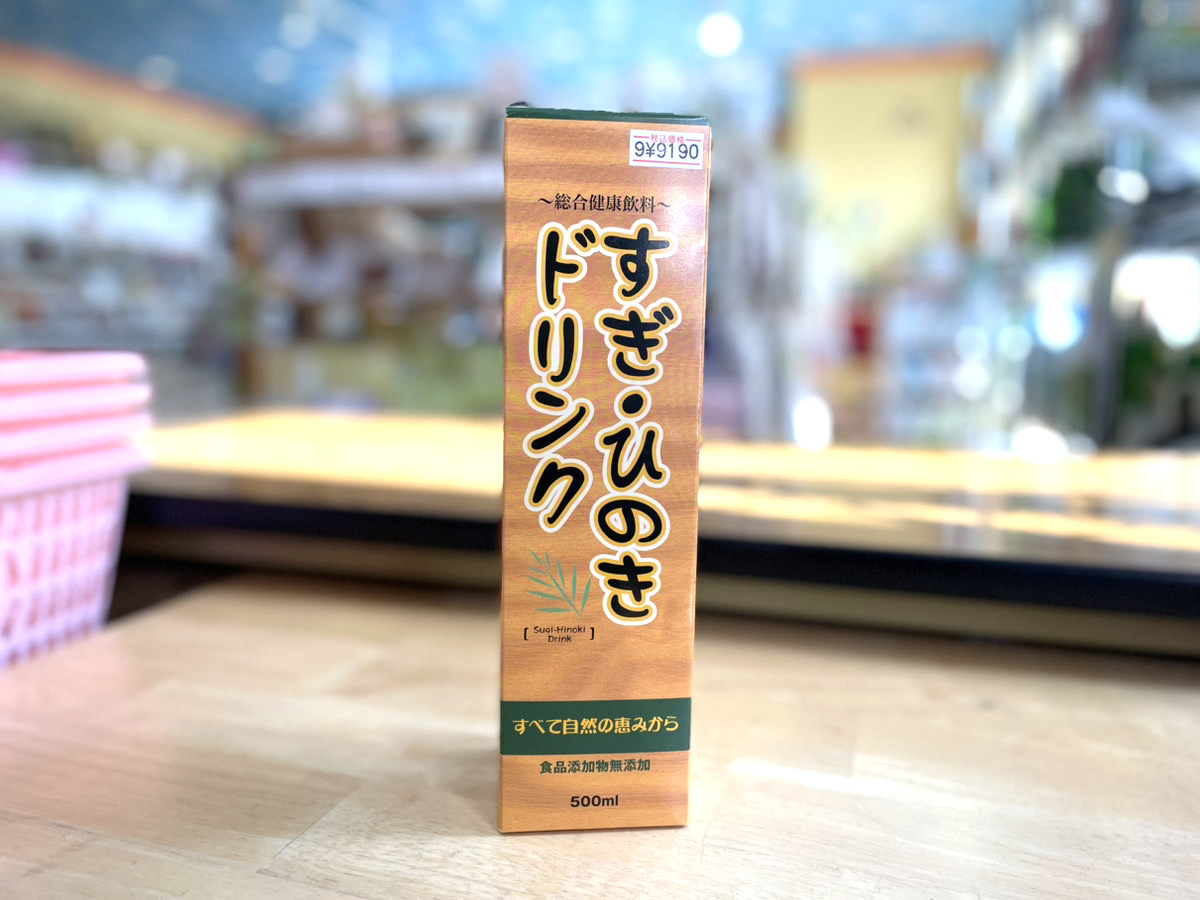 税込価格
9¥9190
～総合健康飲料～
すぎ・ひのき
ドリンク
[ Sugi-Hinoki
Drink ]
すべて自然の恵みから
食品添加物無添加
500ml